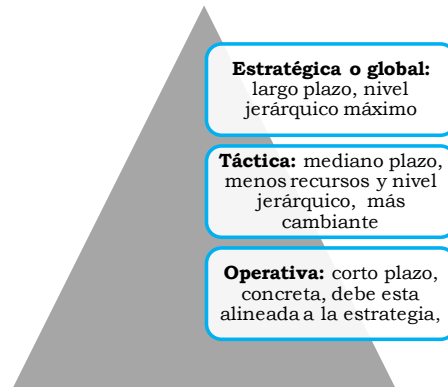 Estratégica o global:
largo plazo, nivel
jerárquico máximo
Táctica: mediano plazo,
menos recursos y nivel
jerárquico, más
cambiante
Operativa: corto plazo,
concreta, debe esta
alineada a la estrategia,